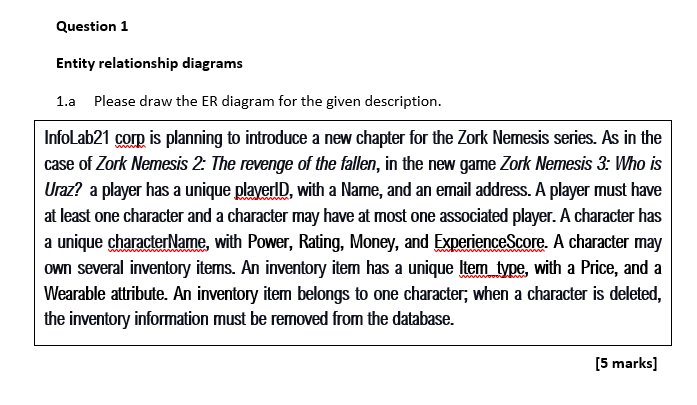 Question 1
Entity relationship diagrams
1.a Please draw the ER diagram for the given description.
InfoLab21 corp is planning to introduce a new chapter for the Zork Nemesis series. As in the
case of Zork Nemesis 2: The revenge of the fallen, in the new game Zork Nemesis 3: Who is
Uraz? a player has a unique playerID, with a Name, and an email address. A player must have
at least one character and a character may have at most one associated player. A character has
a unique characterName, with Power, Rating, Money, and ExperienceScore. A character may
own several inventory items. An inventory item has a unique Item_type, with a Price, and a
Wearable attribute. An inventory item belongs to one character; when a character is deleted,
the inventory information must be removed from the database.
[5 marks]